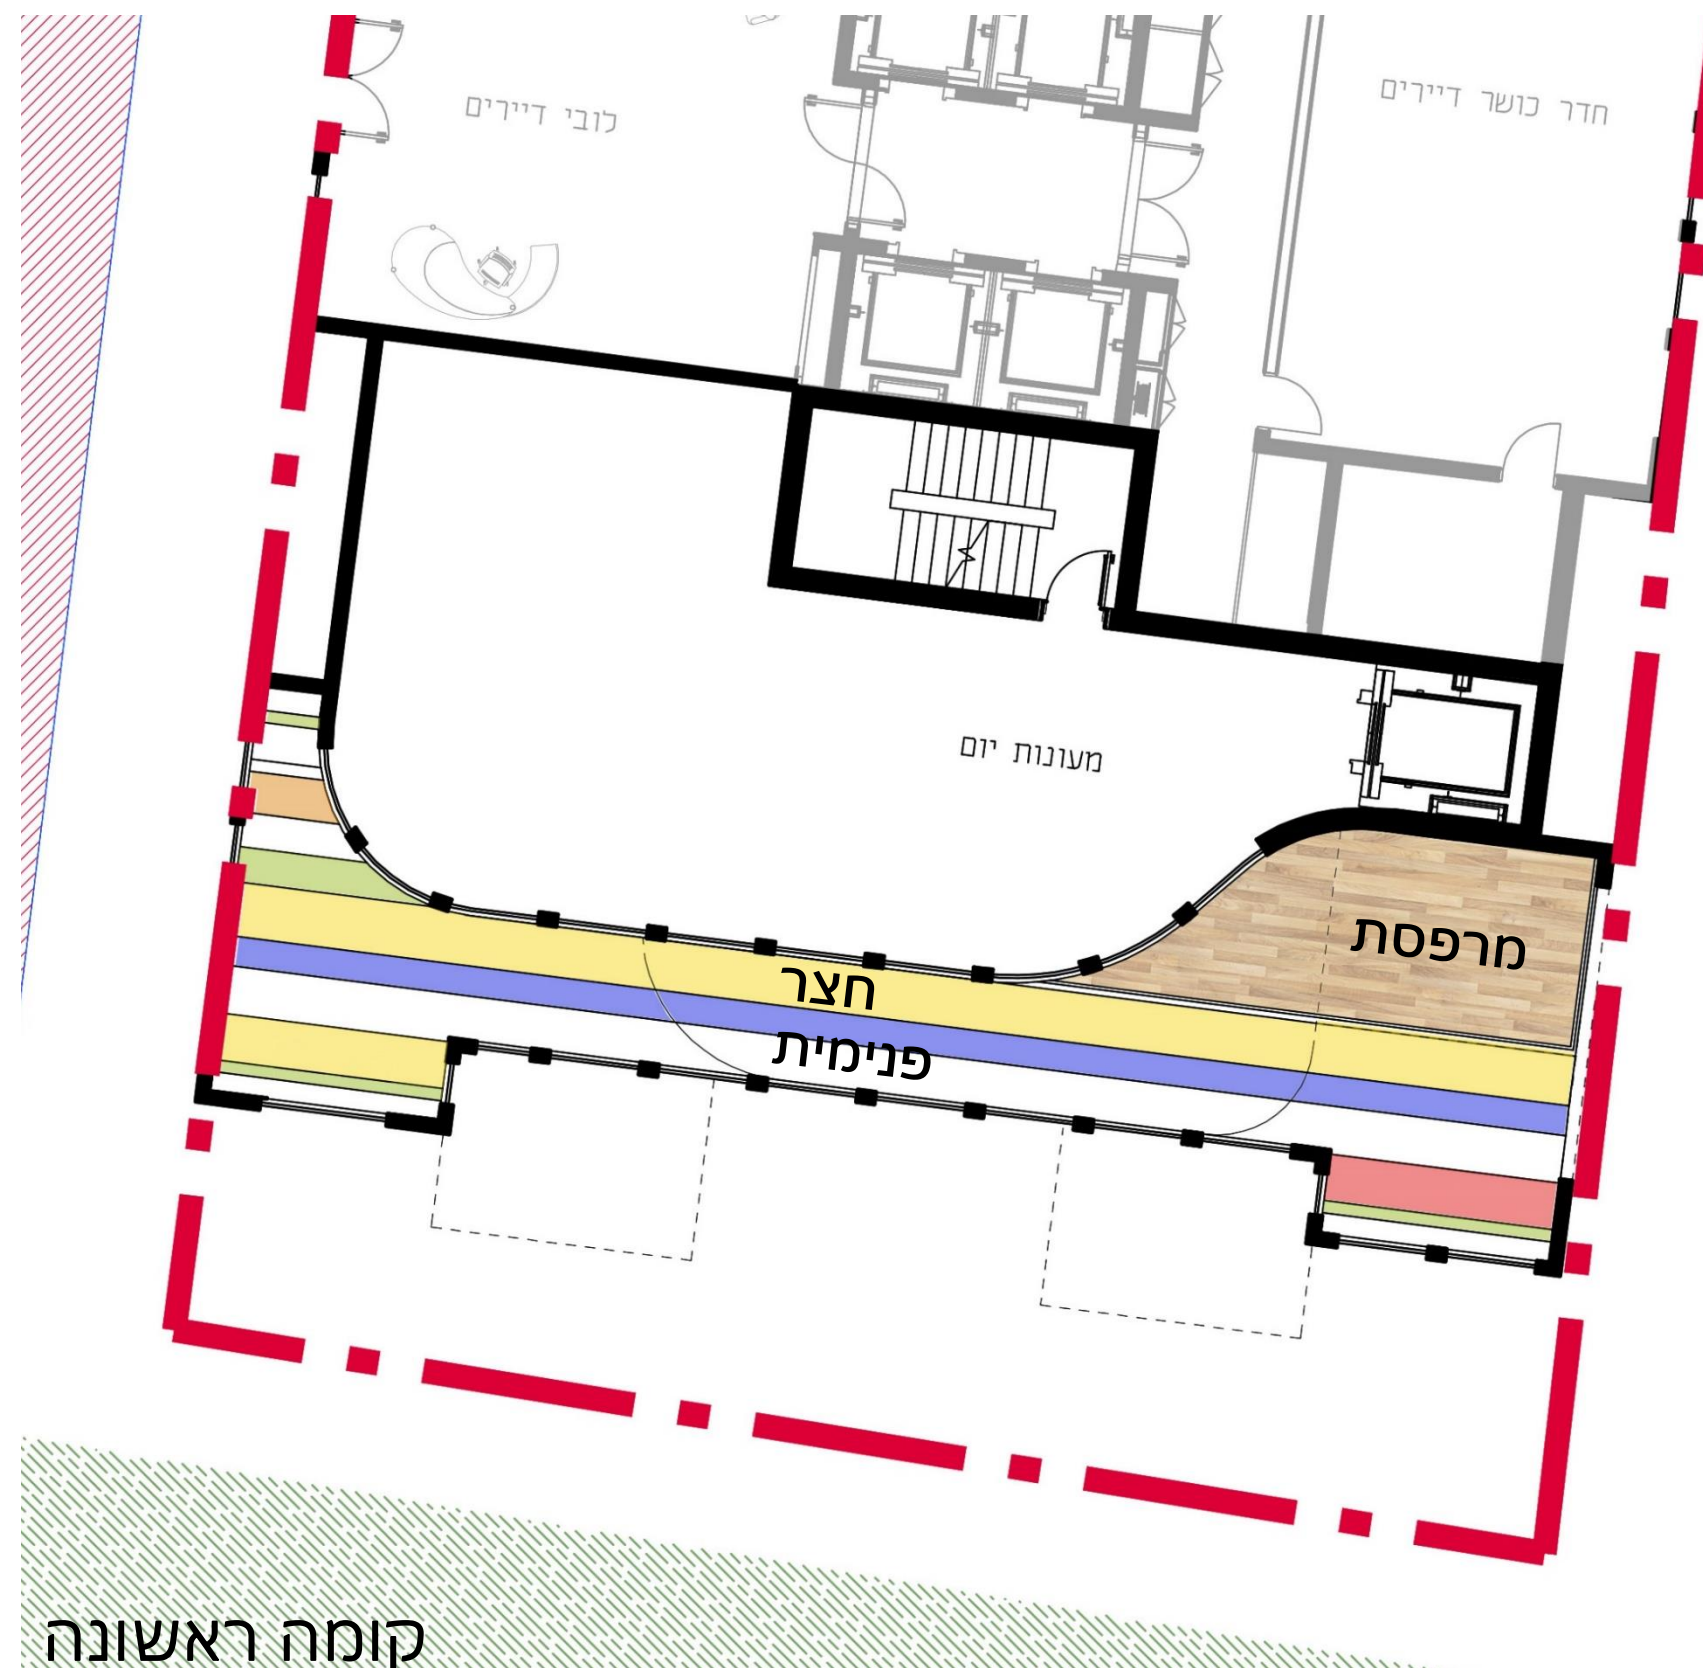 חדר כושר דיירים
לובי דיירים
מעונות יום
מרפסת
חצר
פנימית
קומה ראשונה